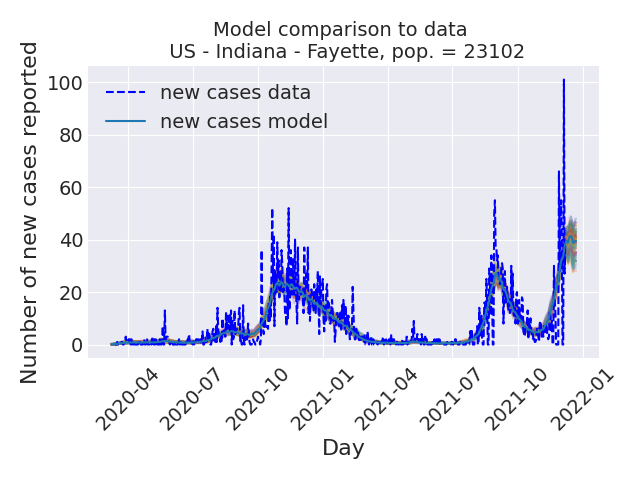 Model comparison to data
US - Indiana - Fayette, pop. = 23102
Number of new cases reported
100
80
60
40
20
0
new cases data
new cases model
2020-04
2020-07
2020-10
2021-01
2021-04
2021-07
2021-10
2022-01
Day